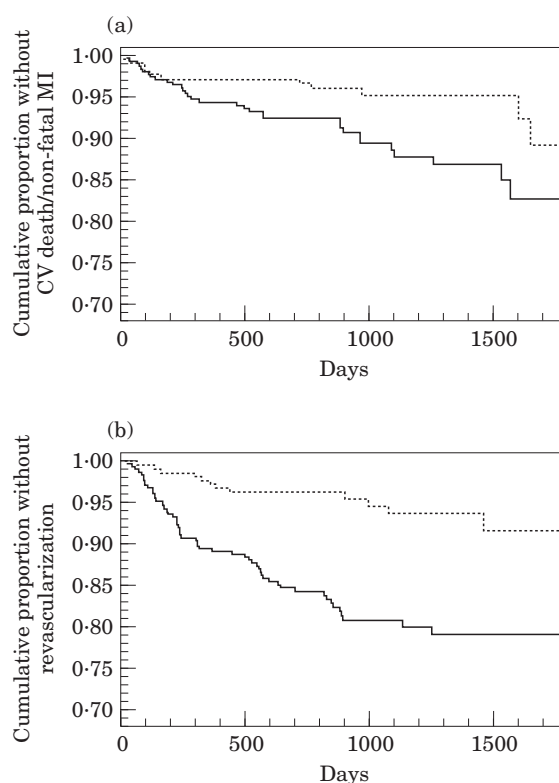 (a)
1·00
0·95
0·90
0·85
0·80
0·75
0·70
Cumulative proportion without
CV death/non-fatal MI
0
500
1000
1500
Days
(b)
1·00
0·95
0·90
0·85
0·80
0·75
0·70
Cumulative proportion without
revascularization
0
500
1000
1500
Days